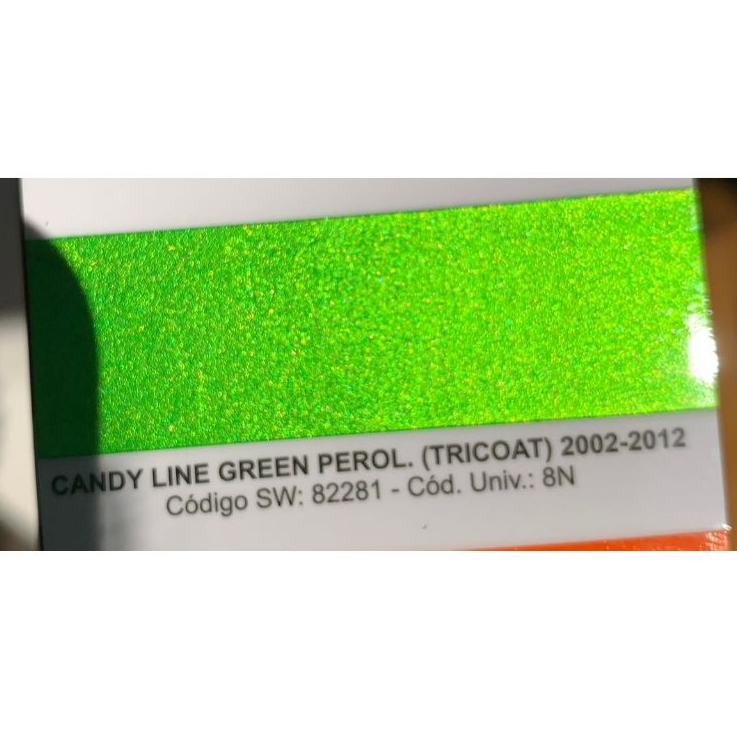 CANDY LINE GREEN PEROL. (TRICOAT) 2002-2012
Código SW: 82281 - Cód. Univ.: 8N